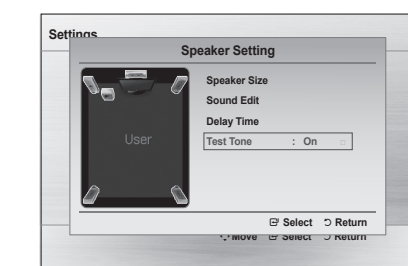 Settings
Speaker Setting
Speaker Size
Sound Edit
Delay Time
User
Test Tone : On
Select Return
Move Select Return